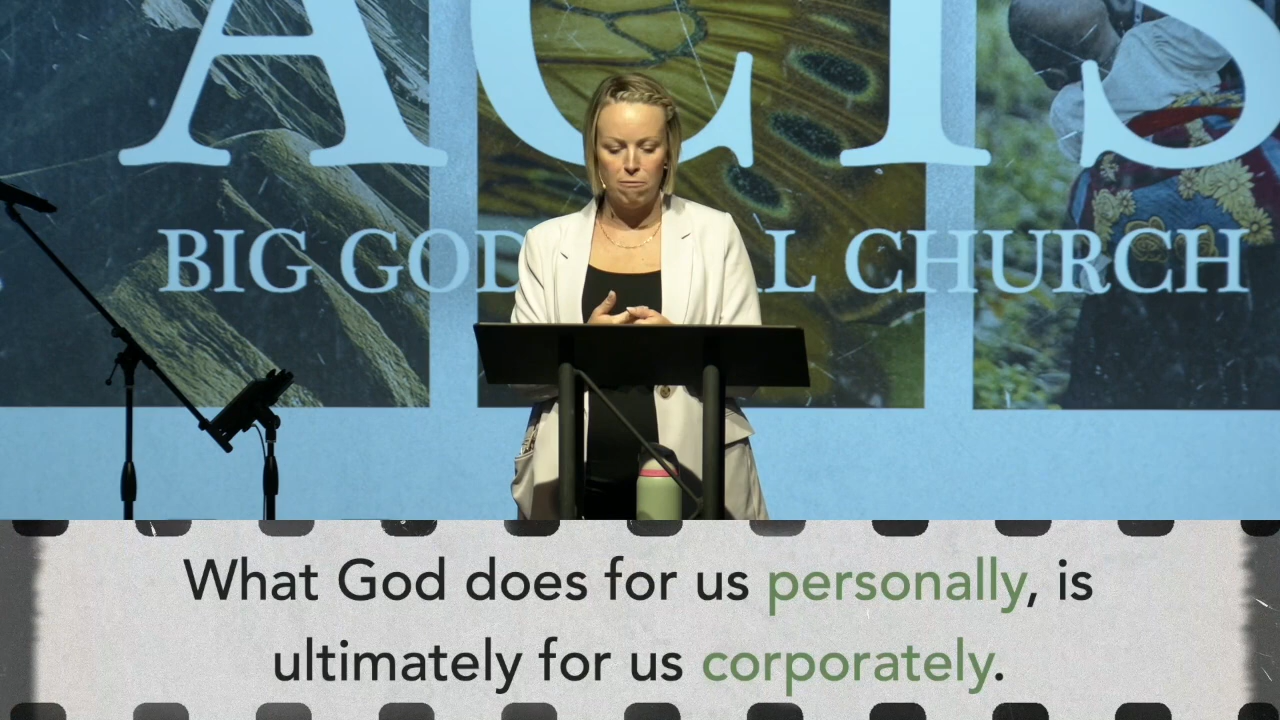 ACTS
BIG GOD CHURCH
What God does for us personally, is
ultimately for us corporately.